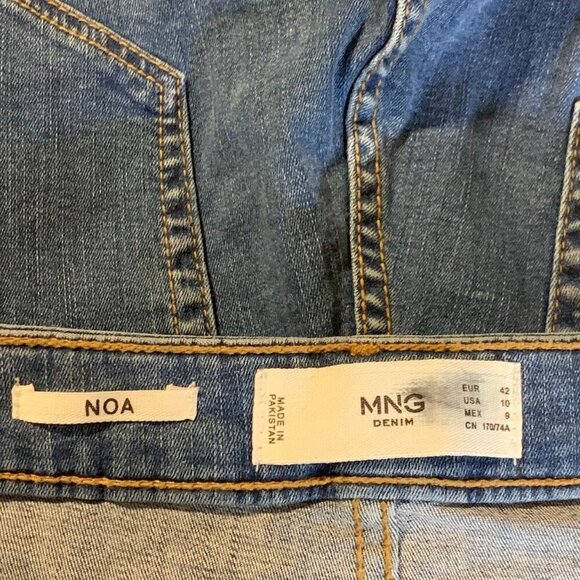 NOA
MADE IN
PAKISTAN
MNG
DENIM
EUR 42
USA 10
MEX 9
CN 170/74A